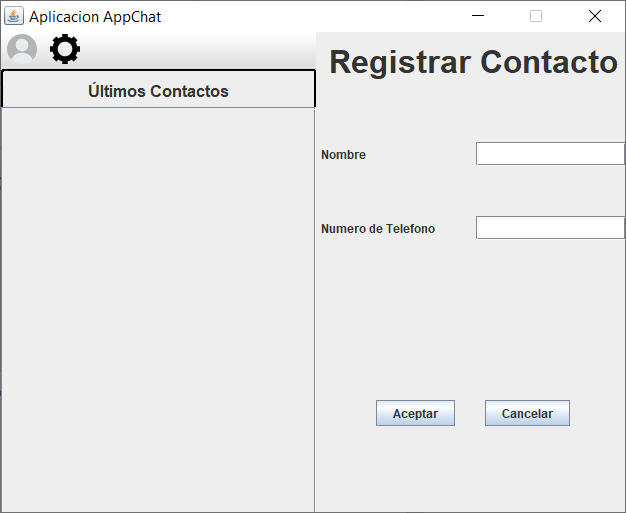 Aplicacion AppChat
Últimos Contactos
Registrar Contacto
Nombre
Numero de Telefono
Aceptar
Cancelar